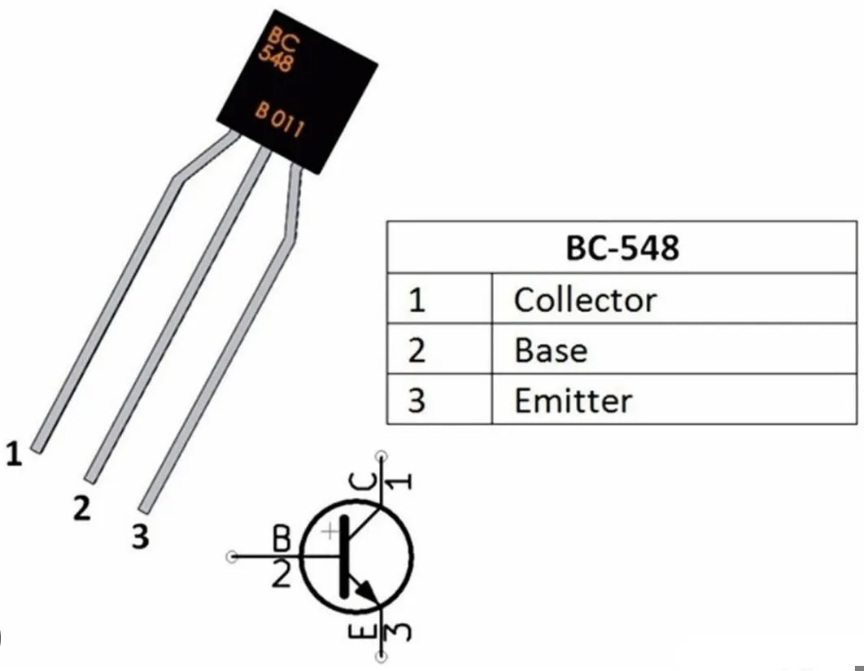 BC
548
B 011
1
2
3
BC-548
1 Collector
2 Base
3 Emitter
C 1
B
2
E 3